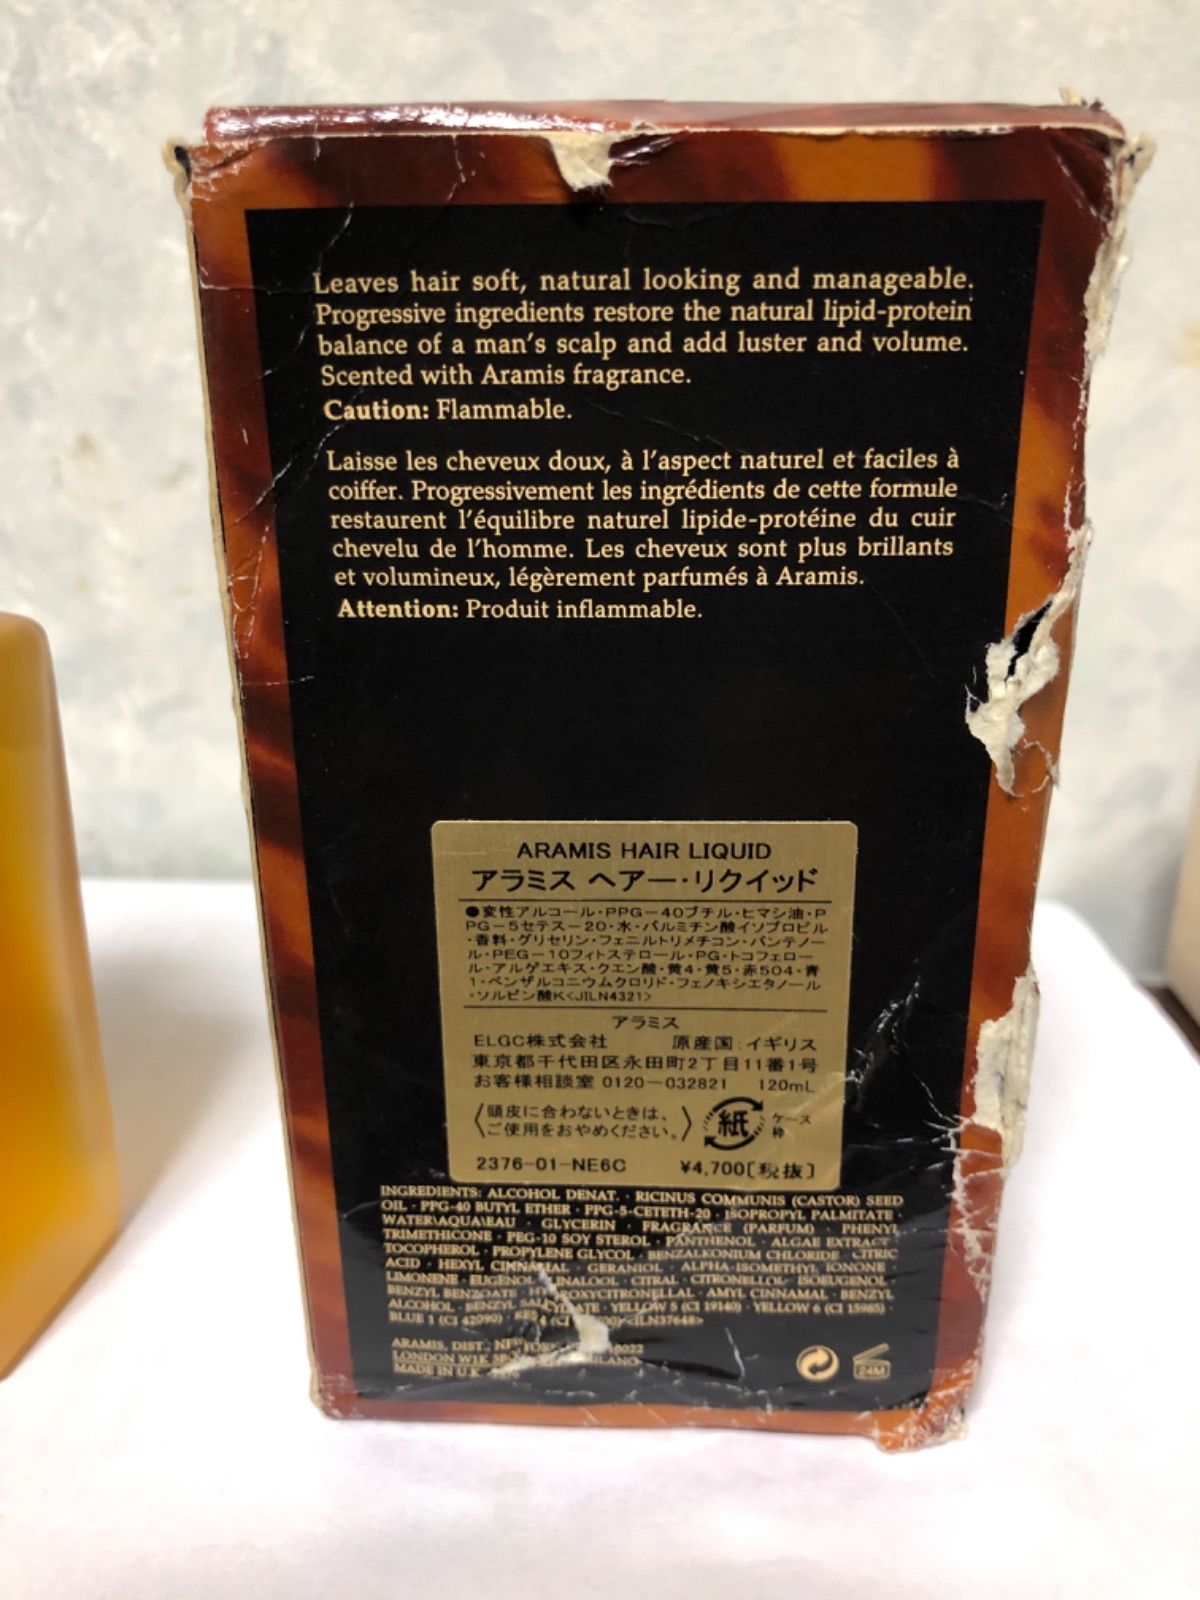 Leaves hair soft, natural looking and manageable.
Progressive ingredients restore the natural lipid-protein
balance of a man's scalp and add luster and volume.
Scented with Aramis fragrance.
Caution: Flammable.
Laisse les cheveux doux, à l'aspect naturel et faciles à
coiffer. Progressivement les ingrédients de cette formule
restaurent l'équilibre naturel lipide-protéine du cuir
chevelu de l'homme. Les cheveux sont plus brillants
et volumineux, légèrement parfumés à Aramis.
Attention: Produit inflammable.
ARAMIS HAIR LIQUID
アラミス ヘアー・リクイッド
●変性アルコール・PPG－40ブチル・ヒマシ油・P
PG－5セテス－20・水・パルミチン酸イソプロピル
・香料・グリセリン・フェニルトリメチコン・パンテノー
ル・PEG－10フィトステロール・PG・トコフェロー
ル・アルゲエキス・クエン酸・黄4・黄5・赤504・青
1・ベンザルコニウムクロリド・フェノキシエタノール
・ソルビン酸K<JILN4321>
アラミス
ELGC株式会社 原産国：イギリス
東京都千代田区永田町2丁目11番1号
お客様相談室 0120－032821 120mL
〈頭皮に合わないときは、
ご使用をおやめください。〉 紙 ケース
枠
2376-01-NE6C ¥4,700[税抜]
INGREDIENTS: ALCOHOL DENAT. · RICINUS COMMUNIS (CASTOR) SEED
OIL · PPG-40 BUTYL ETHER · PPG-5-CETETH-20 · ISOPROPYL PALMITATE ·
WATER\AQUA\EAU · GLYCERIN · FRAGRANCE (PARFUM) · PHENYL
TRIMETHICONE · PEG-10 SOY STEROL · PANTHENOL · ALGAE EXTRACT ·
TOCOPHEROL · PROPYLENE GLYCOL · BENZALKONIUM CHLORIDE · CITRIC
ACID · HEXYL CINNAMAL · GERANIOL · ALPHA-ISOMETHYL IONONE ·
LIMONENE · EUGENOL · LINALOOL · CITRAL · CITRONELLOL · ISOEUGENOL ·
BENZYL BENZOATE · HYDROXYCITRONELLAL · AMYL CINNAMAL · BENZYL
ALCOHOL · BENZYL SALICYLATE · YELLOW 5 (CI 19140) · YELLOW 6 (CI 15985) ·
BLUE 1 (CI 42090) · RED 4 <ILN37648>
ARAMIS, DIST., NEW YORK
LONDON W1K MILANO
MADE IN U.K.
24M